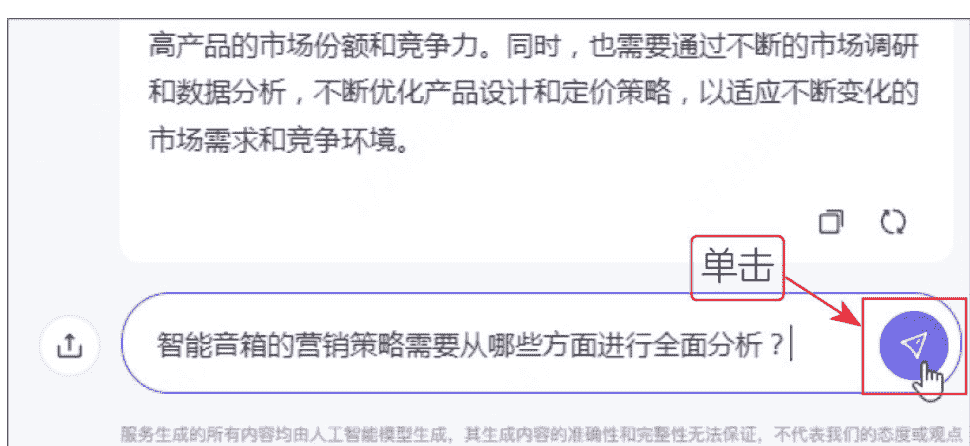 高产品的市场份额和竞争力。同时，也需要通过不断的市场调研
和数据分析，不断优化产品设计和定价策略，以适应不断变化的
市场需求和竞争环境。
单击
智能音箱的营销策略需要从哪些方面进行全面分析？
服务生成的所有内容均由人工智能模型生成，其生成内容的准确性和完整性无法保证，不代表我们的态度或观点